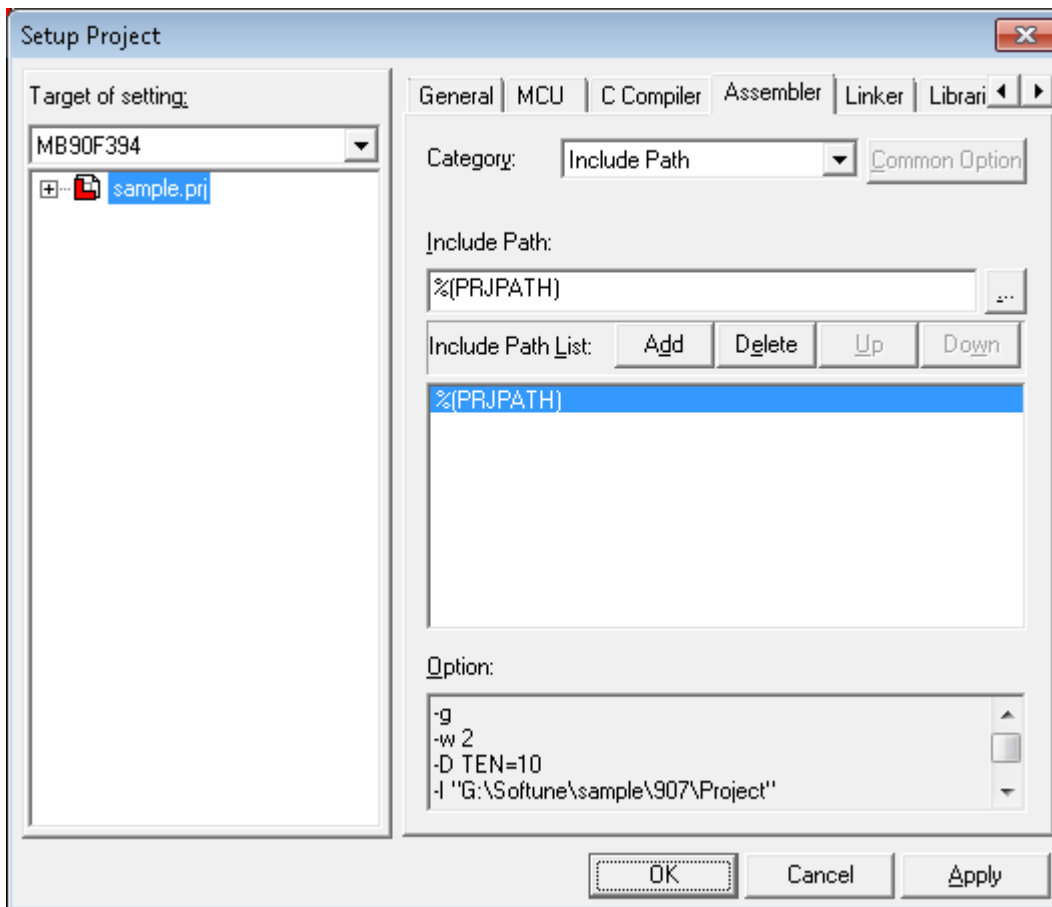 Setup Project
Target of setting:
MB90F394
sample.prj
General MCU C Compiler Assembler Linker Librari
Category: Include Path Common Option
Include Path:
%(PRJPATH)
...
Include Path List: Add Delete Up Down
%(PRJPATH)
Option:
-g
-w 2
-D TEN=10
-I "G:\Softune\sample\907\Project"
OK Cancel Apply